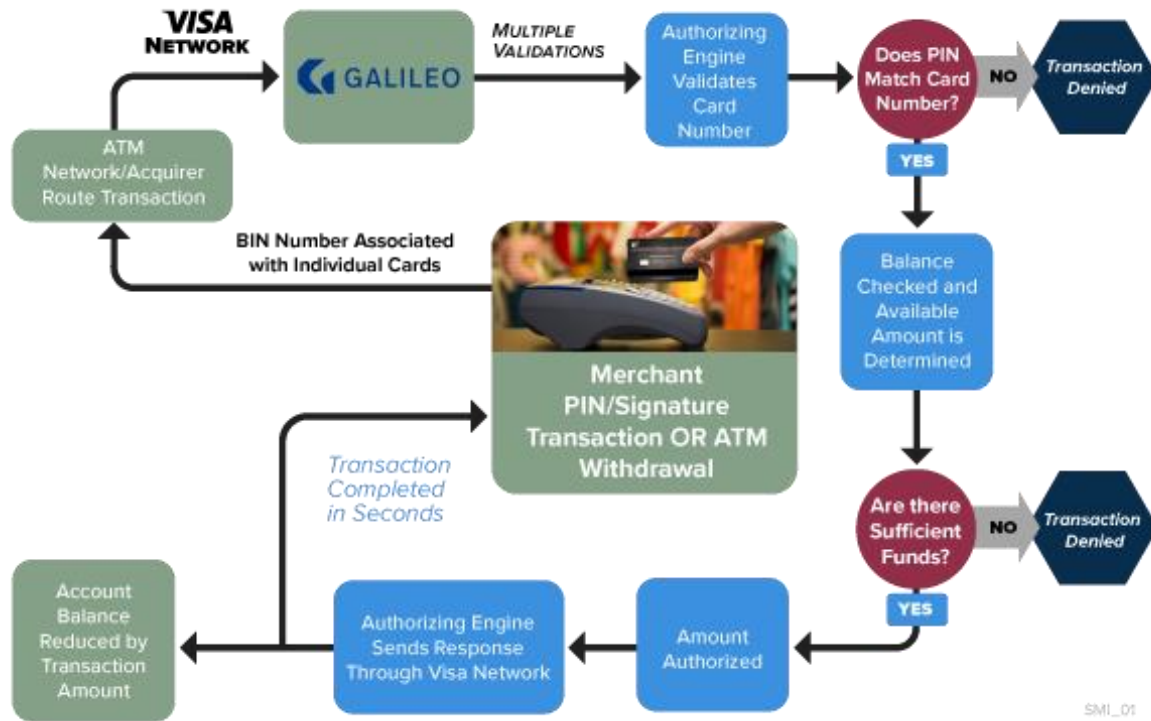 VISA
NETWORK
GALILEO
MULTIPLE
VALIDATIONS
Authorizing
Engine
Validates
Card
Number
Does PIN
Match Card
Number?
NO
Transaction
Denied
YES
ATM
Network/Acquirer
Route Transaction
BIN Number Associated
with Individual Cards
Merchant
PIN/Signature
Transaction OR ATM
Withdrawal
Balance
Checked and
Available
Amount is
Determined
Transaction
Completed
in Seconds
Are there
Sufficient
Funds?
NO
Transaction
Denied
YES
Amount
Authorized
Authorizing Engine
Sends Response
Through Visa Network
Account
Balance
Reduced by
Transaction
Amount
SMI_01